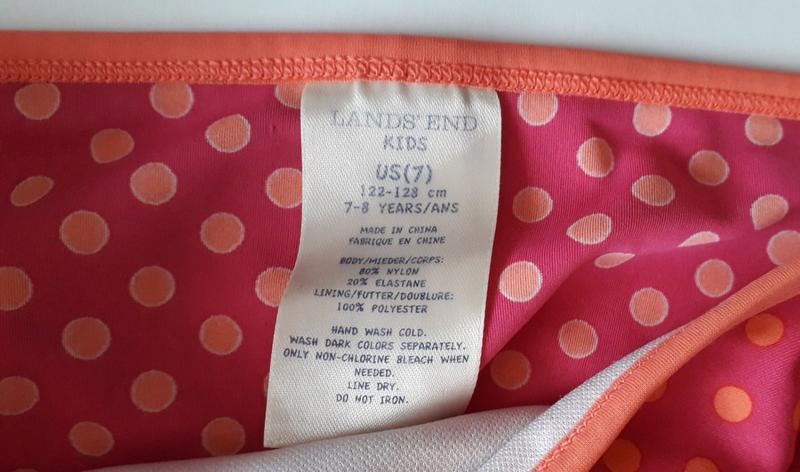 LANDS' END
KIDS
US(7)
122-128 cm
7-8 YEARS/ANS
MADE IN CHINA
FABRIQUE EN CHINE
BODY/MIEDER/CORPS:
80% NYLON
20% ELASTANE
LINING/FUTTER/DOUBLURE:
100% POLYESTER
HAND WASH COLD.
WASH DARK COLORS SEPARATELY.
ONLY NON-CHLORINE BLEACH WHEN
NEEDED.
LINE DRY.
DO NOT IRON.